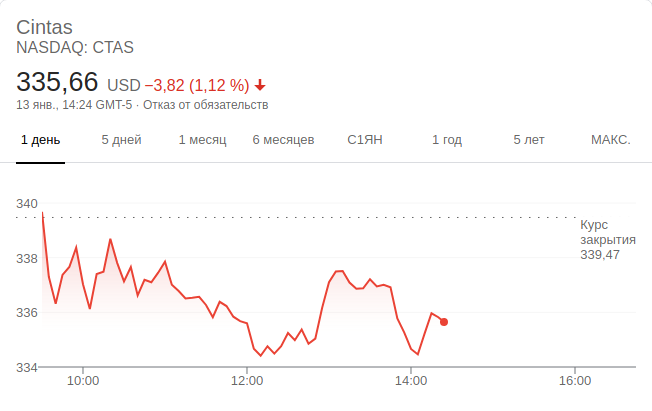 Cintas
NASDAQ: CTAS
335,66 USD −3,82 (1,12 %)
13 янв., 14:24 GMT-5 · Отказ от обязательств
1 день 5 дней 1 месяц 6 месяцев С1ЯН 1 год 5 лет МАКС.
340
Курс
закрытия
339,47
338
336
334
10:00 12:00 14:00 16:00